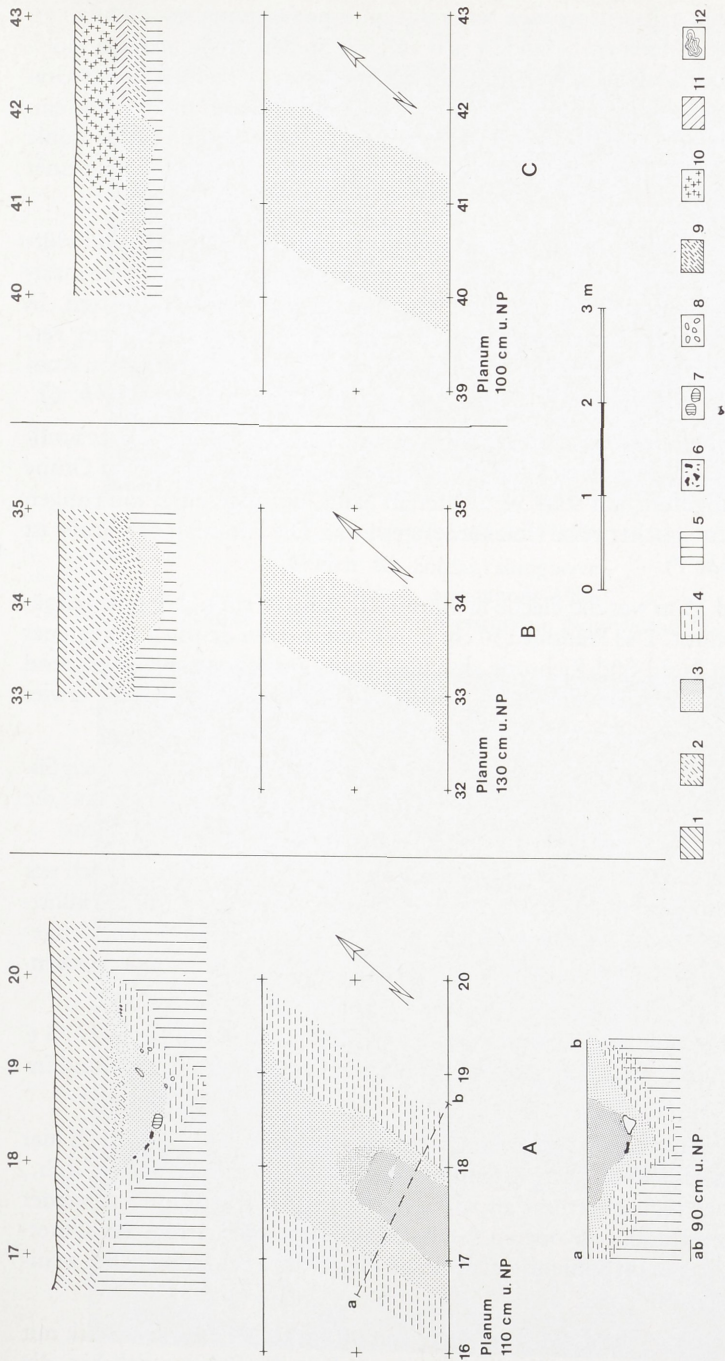 17 18 19 20
33 34 35
40 41 42 43
a b
16 17 18 19 20
Planum
110 cm u. NP
32 33 34 35
Planum
130 cm u. NP
39 40 41 42 43
Planum
100 cm u. NP
a b
ab 90 cm u. NP
A
B
C
0 1 2 3 m
1 2 3 4 5 6 7 8 9 10 11 12